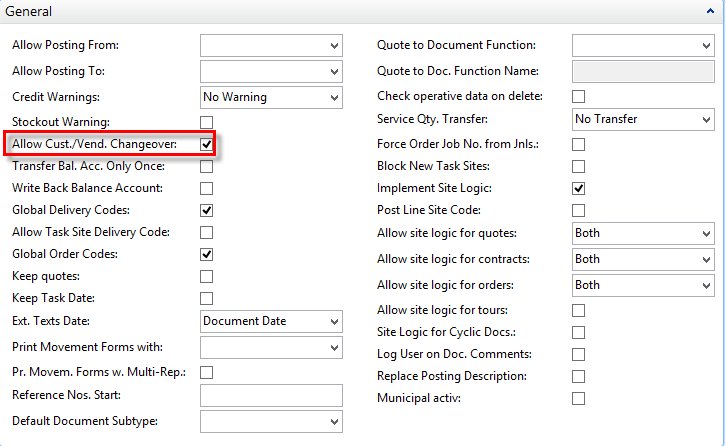 General
Allow Posting From:
Allow Posting To:
Credit Warnings: No Warning
Stockout Warning:
Allow Cust./Vend. Changeover:
Transfer Bal. Acc. Only Once:
Write Back Balance Account:
Global Delivery Codes:
Allow Task Site Delivery Code:
Global Order Codes:
Keep quotes:
Keep Task Date:
Ext. Texts Date: Document Date
Print Movement Forms with:
Pr. Movem. Forms w. Multi-Rep.:
Reference Nos. Start:
Default Document Subtype:
Quote to Document Function:
Quote to Doc. Function Name:
Check operative data on delete:
Service Qty. Transfer: No Transfer
Force Order Job No. from Jnls.:
Block New Task Sites:
Implement Site Logic:
Post Line Site Code:
Allow site logic for quotes: Both
Allow site logic for contracts: Both
Allow site logic for orders: Both
Allow site logic for tours:
Site Logic for Cyclic Docs.:
Log User on Doc. Comments:
Replace Posting Description:
Municipal activ: